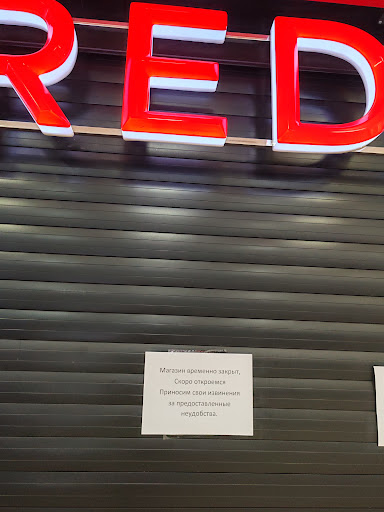 RED
Магазин временно закрыт,
Скоро откроемся
Приносим свои извинения
за предоставленные
неудобства.